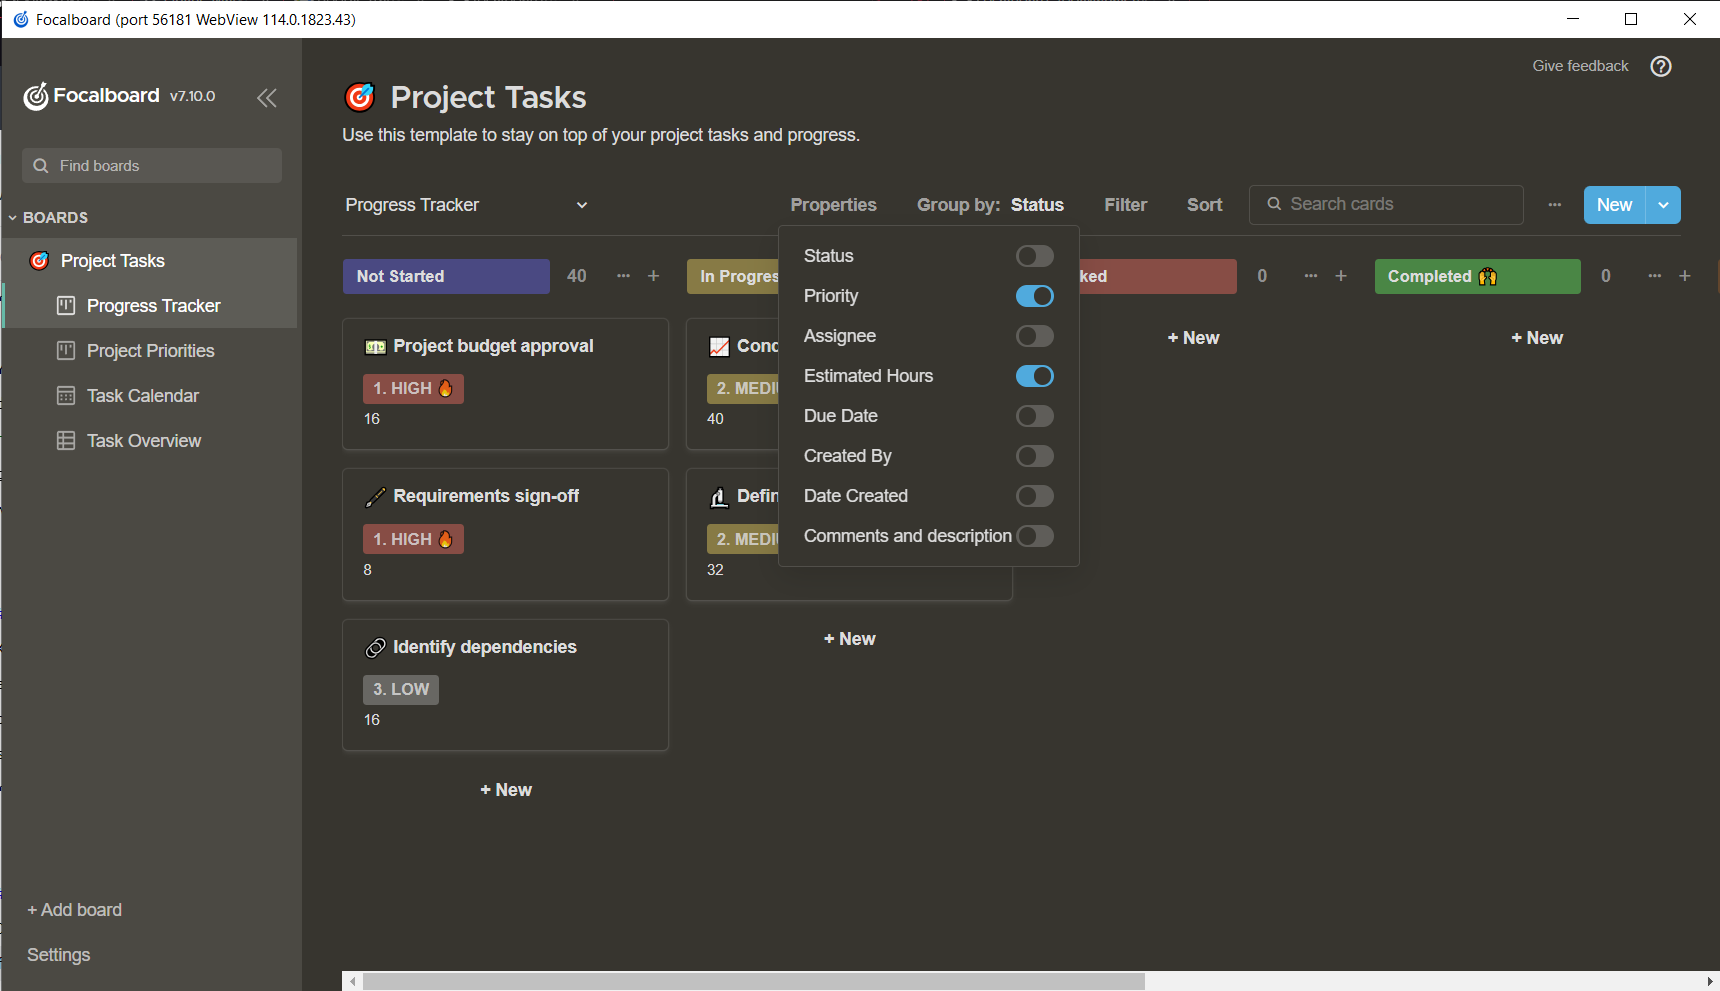 Focalboard (port 56181 WebView 114.0.1823.43)
Give feedback
Focalboard v7.10.0
Project Tasks
Use this template to stay on top of your project tasks and progress.
Find boards
Progress Tracker
Properties
Group by: Status
Filter
Sort
Search cards
New
BOARDS
Project Tasks
Progress Tracker
Project Priorities
Task Calendar
Task Overview
+ Add board
Settings
Not Started 40
Project budget approval
1. HIGH
16
Requirements sign-off
1. HIGH
8
Identify dependencies
3. LOW
16
+ New
In Progres
Cond
2. MEDI
40
Defin
2. MEDI
32
+ New
Status
Priority
Assignee
Estimated Hours
Due Date
Created By
Date Created
Comments and description
ked 0
+ New
Completed 0
+ New